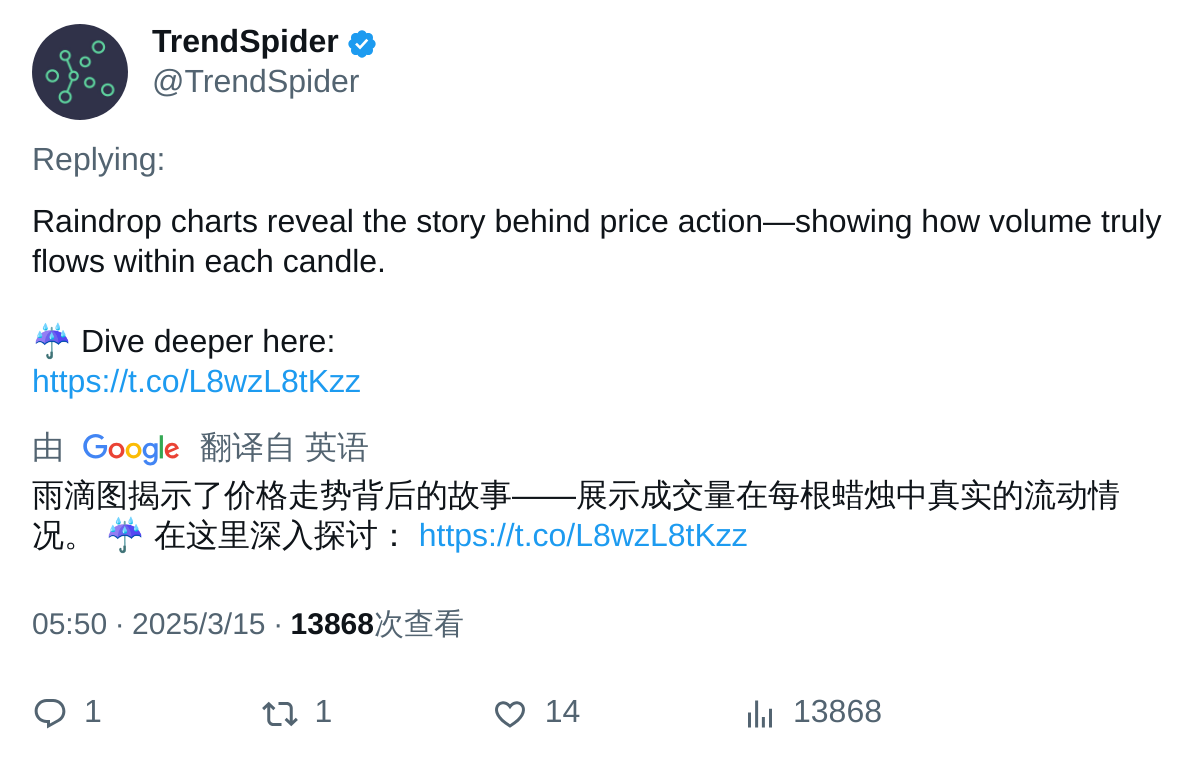 TrendSpider
@TrendSpider
Replying:
Raindrop charts reveal the story behind price action—showing how volume truly
flows within each candle.
☔ Dive deeper here:
https://t.co/L8wzL8tKzz
由 Google 翻译自 英语
雨滴图揭示了价格走势背后的故事——展示成交量在每根蜡烛中真实的流动情
况。 ☔ 在这里深入探讨： https://t.co/L8wzL8tKzz
05:50 · 2025/3/15 · 13868次查看
1 1 14 13868